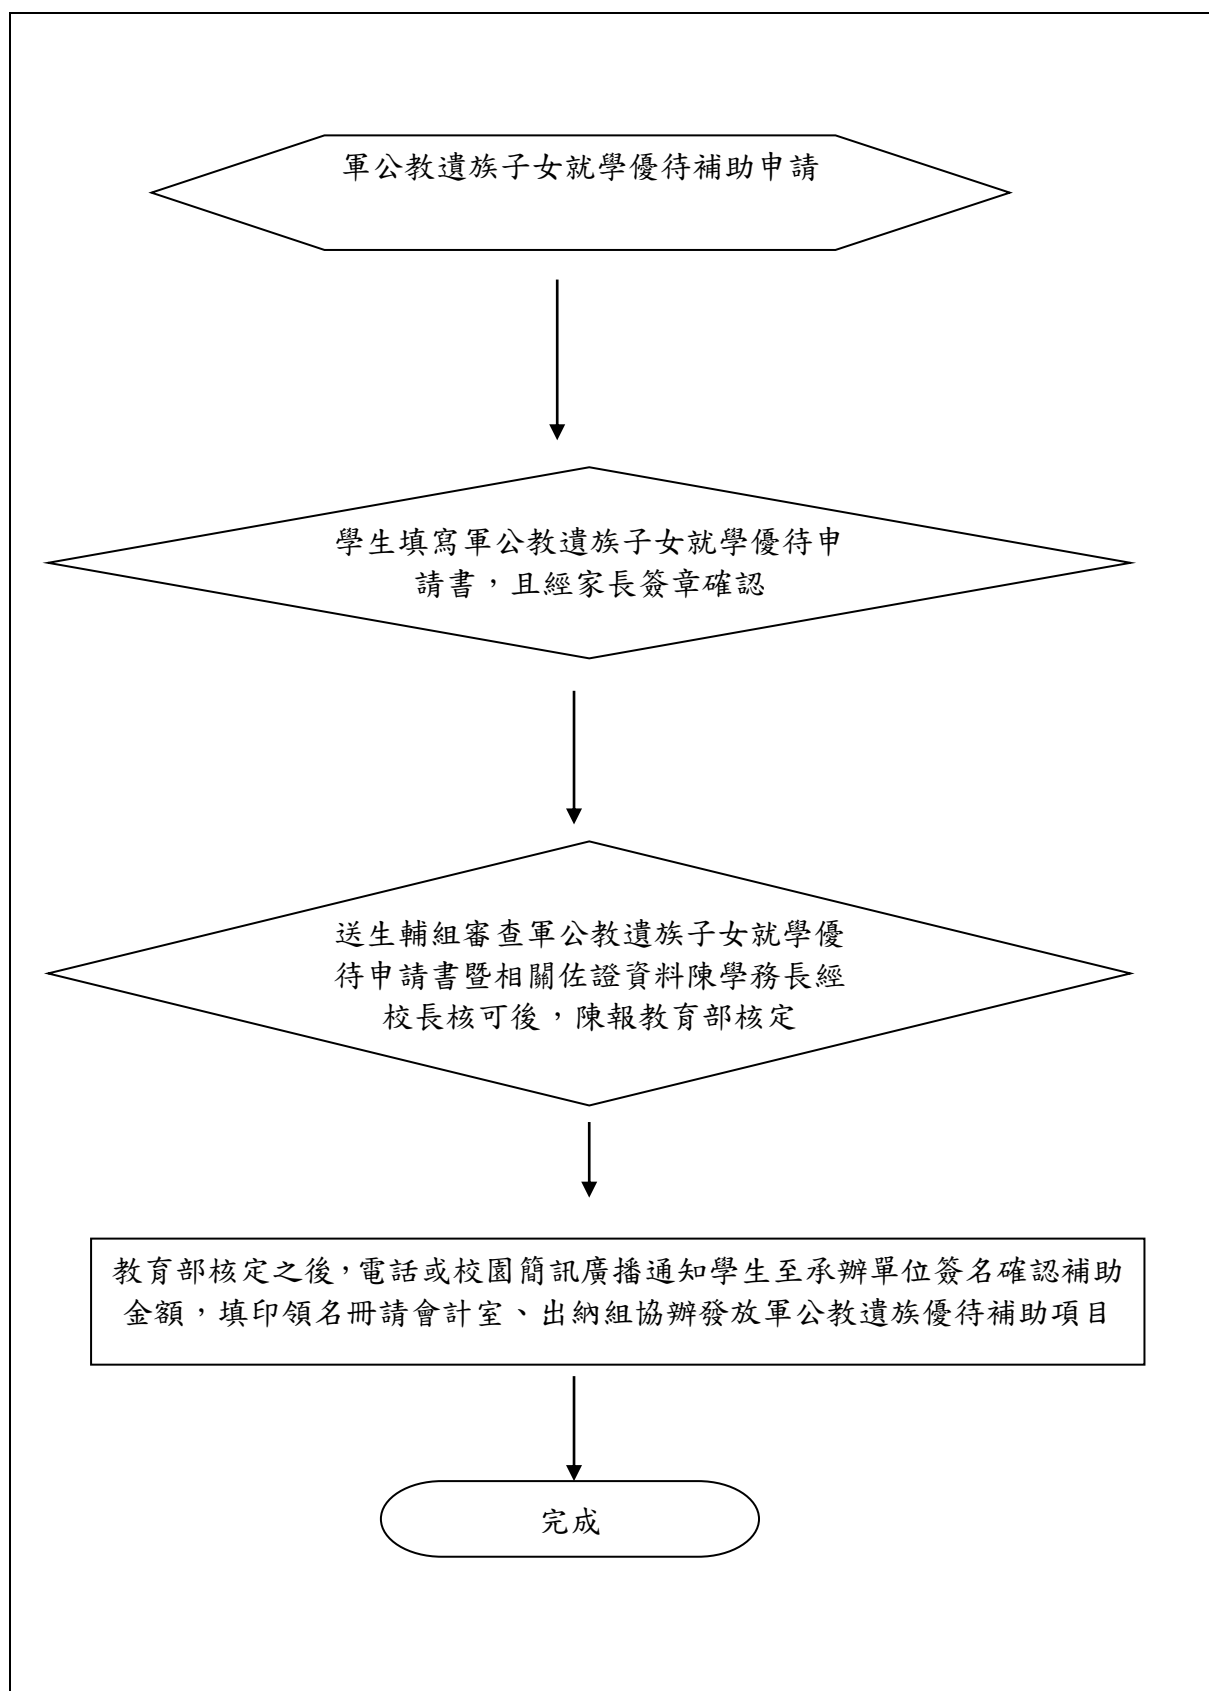 軍公教遺族子女就學優待補助申請
學生填寫軍公教遺族子女就學優待申
請書，且經家長簽章確認
送生輔組審查軍公教遺族子女就學優
待申請書暨相關佐證資料陳學務長經
校長核可後，陳報教育部核定
教育部核定之後，電話或校園簡訊廣播通知學生至承辦單位簽名確認補助
金額，填印領名冊請會計室、出納組協辦發放軍公教遺族優待補助項目
完成